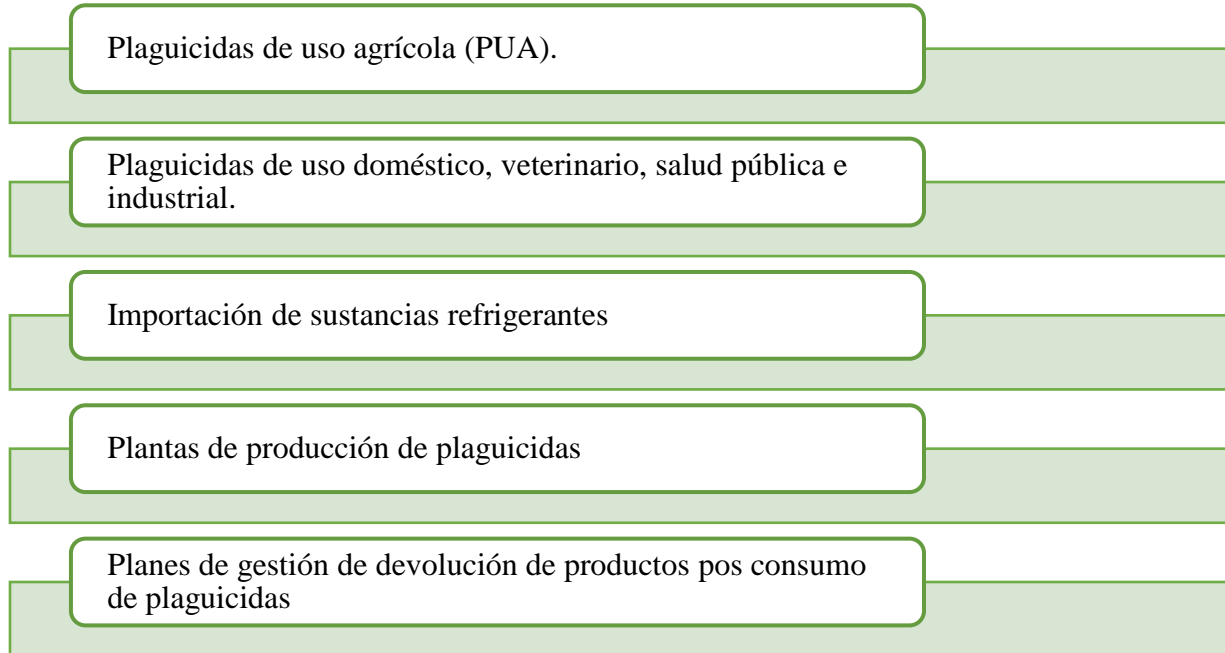 Plaguicidas de uso agrícola (PUA).
Plaguicidas de uso doméstico, veterinario, salud pública e
industrial.
Importación de sustancias refrigerantes
Plantas de producción de plaguicidas
Planes de gestión de devolución de productos pos consumo
de plaguicidas